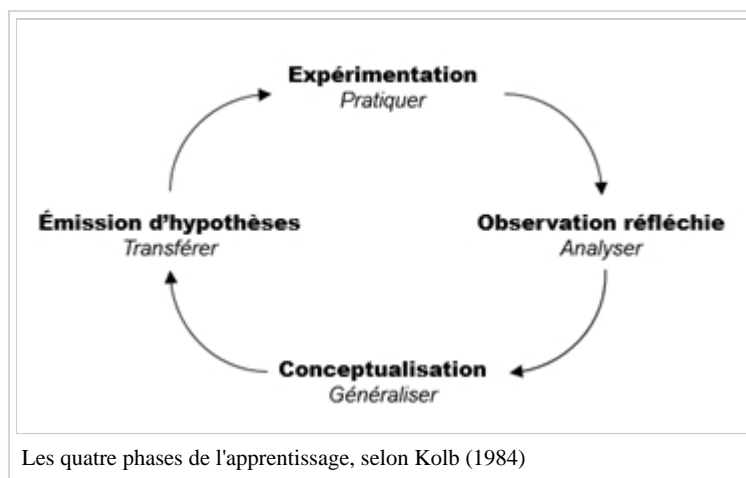 Expérimentation
Pratiquer
Émission d'hypothèses
Transférer
Observation réfléchie
Analyser
Conceptualisation
Généraliser
Les quatre phases de l'apprentissage, selon Kolb (1984)